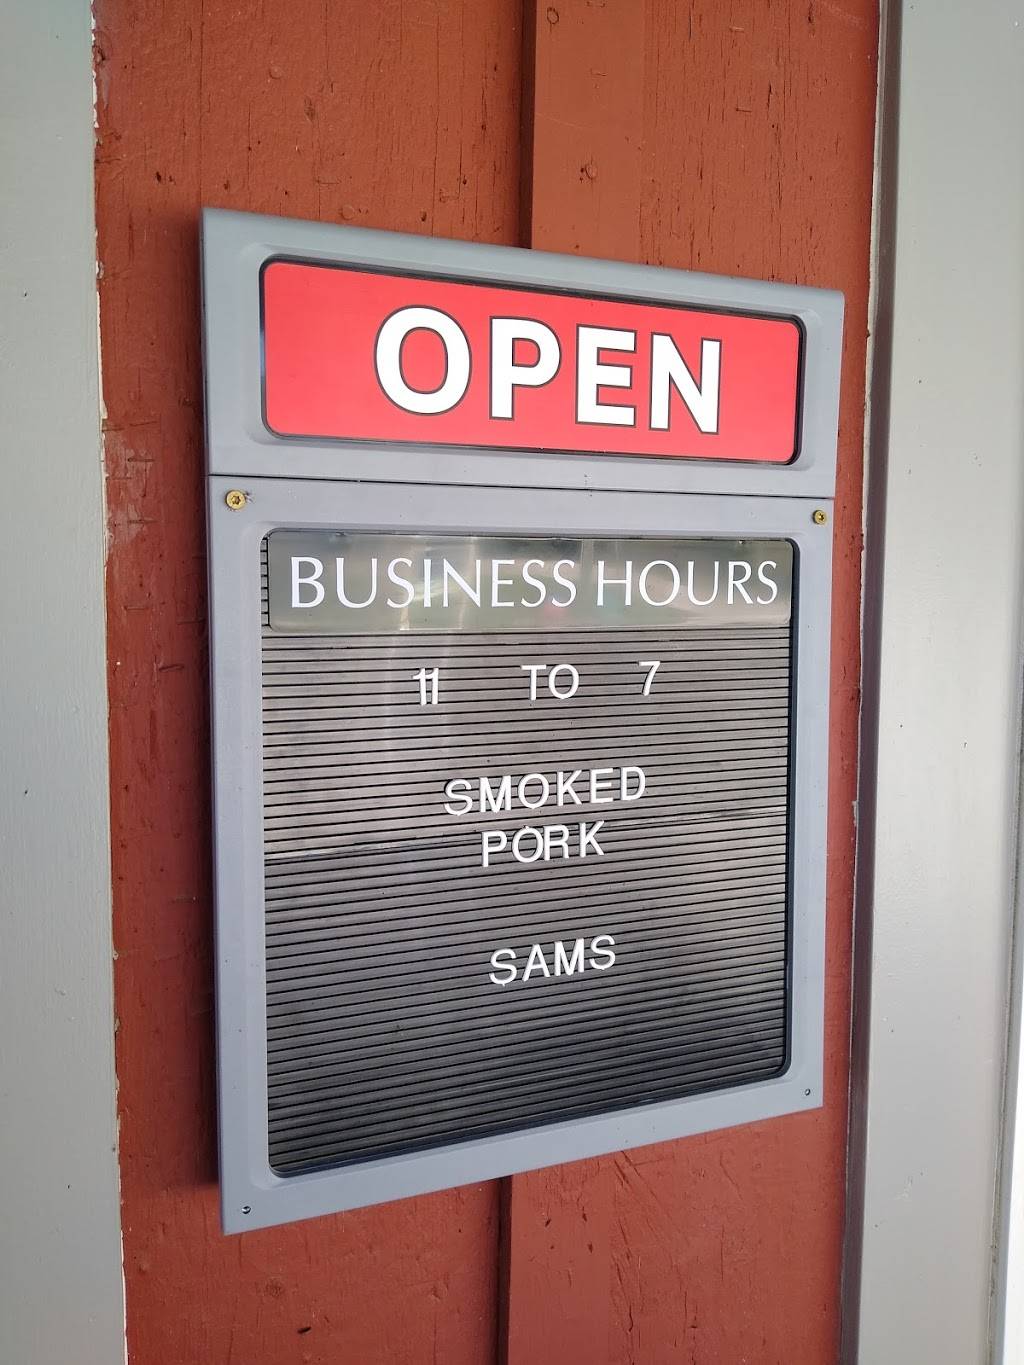 OPEN
BUSINESS HOURS
11 TO 7
SMOKED
PORK
SAMS